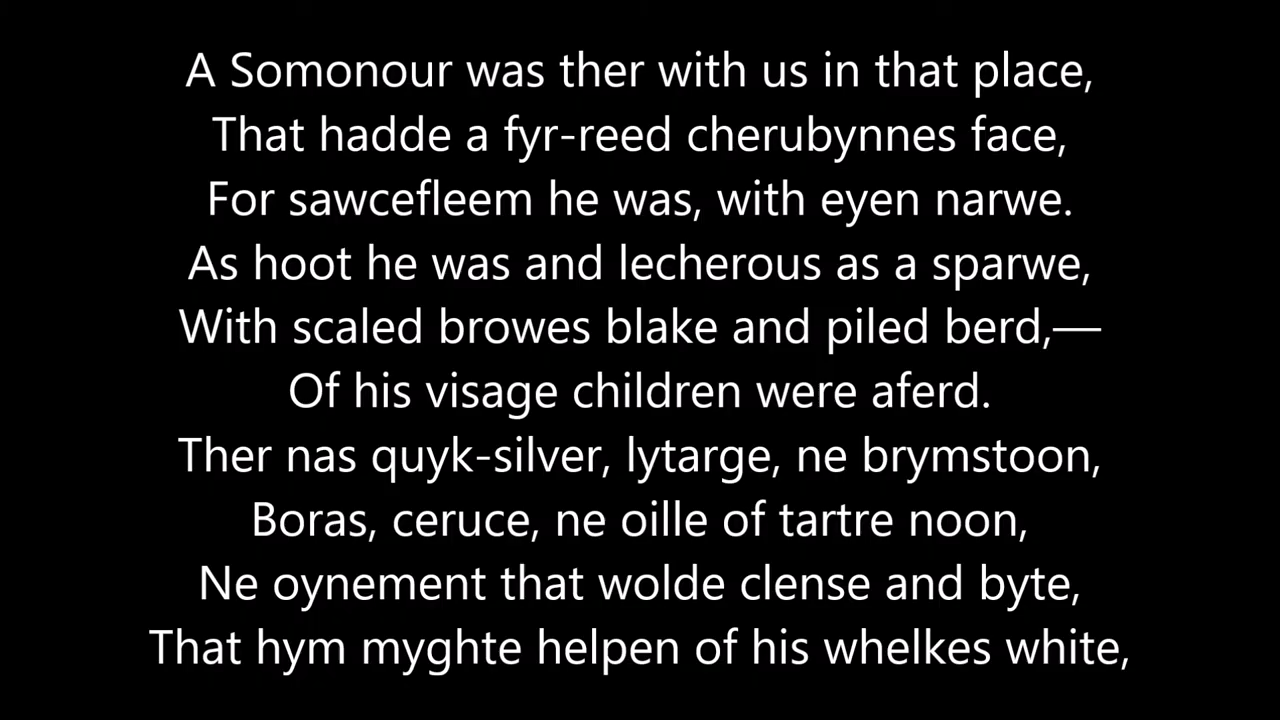 A Somonour was ther with us in that place,
That hadde a fyr-reed cherubynnes face,
For sawcefleem he was, with eyen narwe.
As hoot he was and lecherous as a sparwe,
With scaled browes blake and piled berd,—
Of his visage children were aferd.
Ther nas quyk-silver, lytarge, ne brymstoon,
Boras, ceruce, ne oille of tartre noon,
Ne oynement that wolde clense and byte,
That hym myghte helpen of his whelkes white,